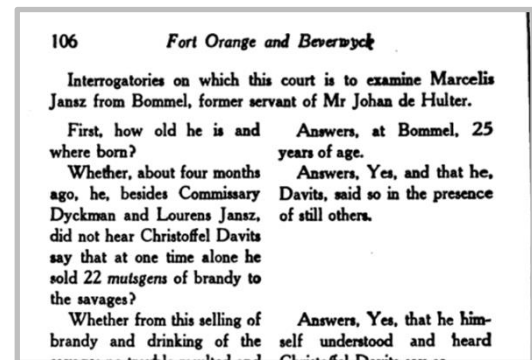 106 Fort Orange and Beverwyck
Interrogatories on which this court is to examine Marcelis
Jansz from Bommel, former servant of Mr Johan de Hulter.
First, how old he is and
where born?
Answers, at Bommel, 25
years of age.
Whether, about four months
ago, he, besides Commissary
Dyckman and Lourens Jansz,
did not hear Christoffel Davits
say that at one time alone he
sold 22 mutsgens of brandy to
the savages?
Answers, Yes, and that he,
Davits, said so in the presence
of still others.
Whether from this selling of
brandy and drinking of the
Answers, Yes, that he him-
self understood and heard